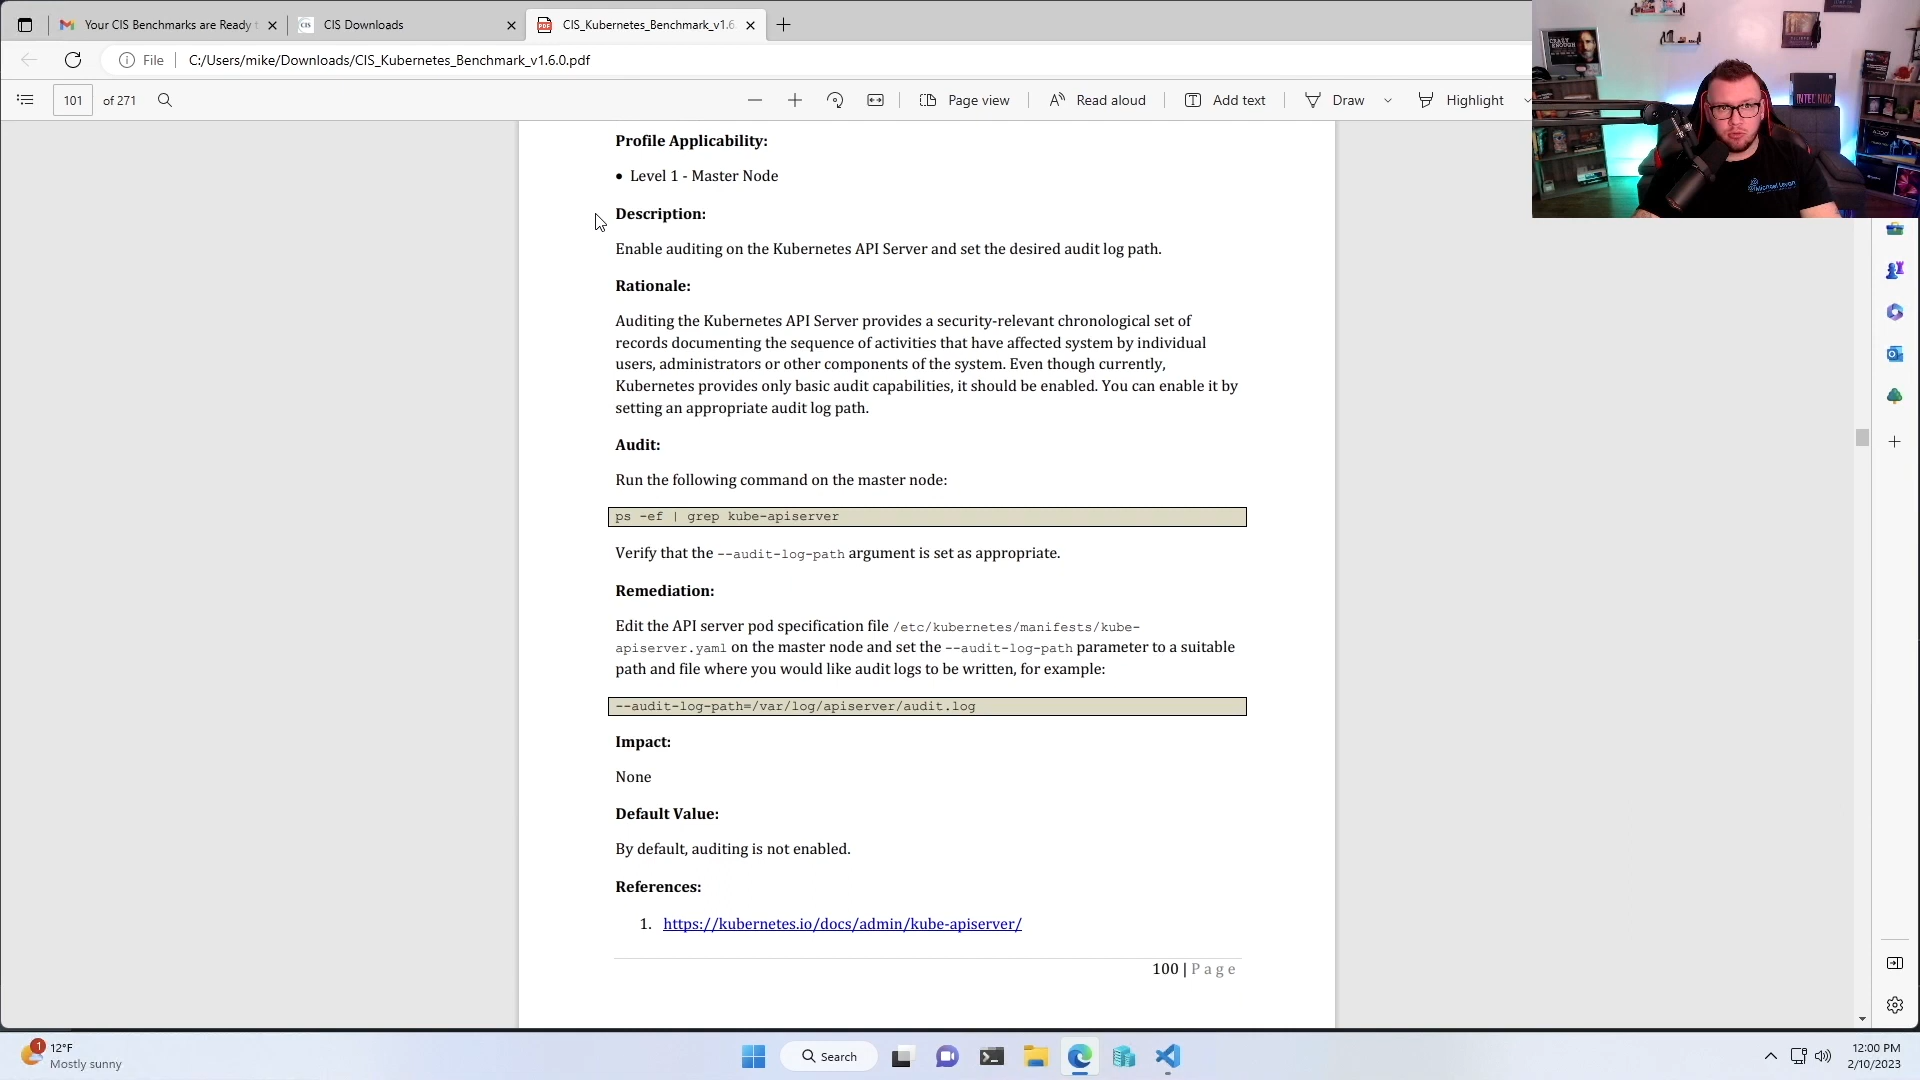 Your CIS Benchmarks are Ready
CIS Downloads
CIS_Kubernetes_Benchmark_v1.6.
File
C:/Users/mike/Downloads/CIS_Kubernetes_Benchmark_v1.6.0.pdf
101 of 271
Page view
Read aloud
Add text
Draw
Highlight
Profile Applicability:
• Level 1 - Master Node
Description:
Enable auditing on the Kubernetes API Server and set the desired audit log path.
Rationale:
Auditing the Kubernetes API Server provides a security-relevant chronological set of
records documenting the sequence of activities that have affected system by individual
users, administrators or other components of the system. Even though currently,
Kubernetes provides only basic audit capabilities, it should be enabled. You can enable it by
setting an appropriate audit log path.
Audit:
Run the following command on the master node:
ps -ef | grep kube-apiserver
Verify that the --audit-log-path argument is set as appropriate.
Remediation:
Edit the API server pod specification file /etc/kubernetes/manifests/kube-
apiserver.yaml on the master node and set the --audit-log-path parameter to a suitable
path and file where you would like audit logs to be written, for example:
--audit-log-path=/var/log/apiserver/audit.log
Impact:
None
Default Value:
By default, auditing is not enabled.
References:
1. https://kubernetes.io/docs/admin/kube-apiserver/
100 | Page
1
12°F
Mostly sunny
Search
12:00 PM
2/10/2023